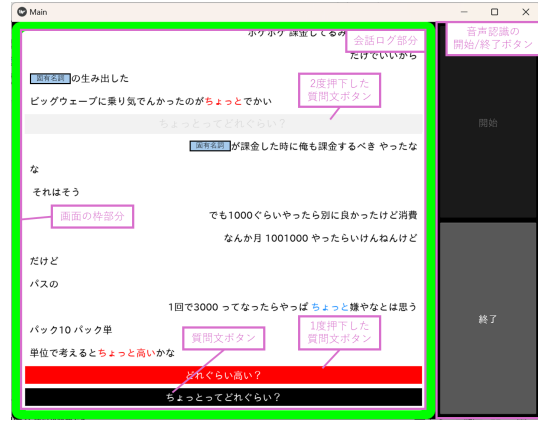 Main
ポケポケ 課金してるみ
会話ログ部分
音声認識の
開始/終了ボタン
だけでいいから
固有名詞 の生み出した
2度押下した
質問文ボタン
ビッグウェーブに乗り気でんかったのがちょっとでかい
ちょっとってどれぐらい？
開始
固有名詞 が課金した時に俺も課金するべき やったな
な
それはそう
画面の枠部分
でも1000ぐらいやったら別に良かったけど消費
なんか月 1001000 やったらいけんねんけど
だけど
パスの
1回で3000 ってなったらやっぱ ちょっと嫌やなとは思う
終了
パック10 パック単
質問文ボタン
1度押下した
質問文ボタン
単位で考えるとちょっと高いかな
どれぐらい高い？
ちょっとってどれぐらい？